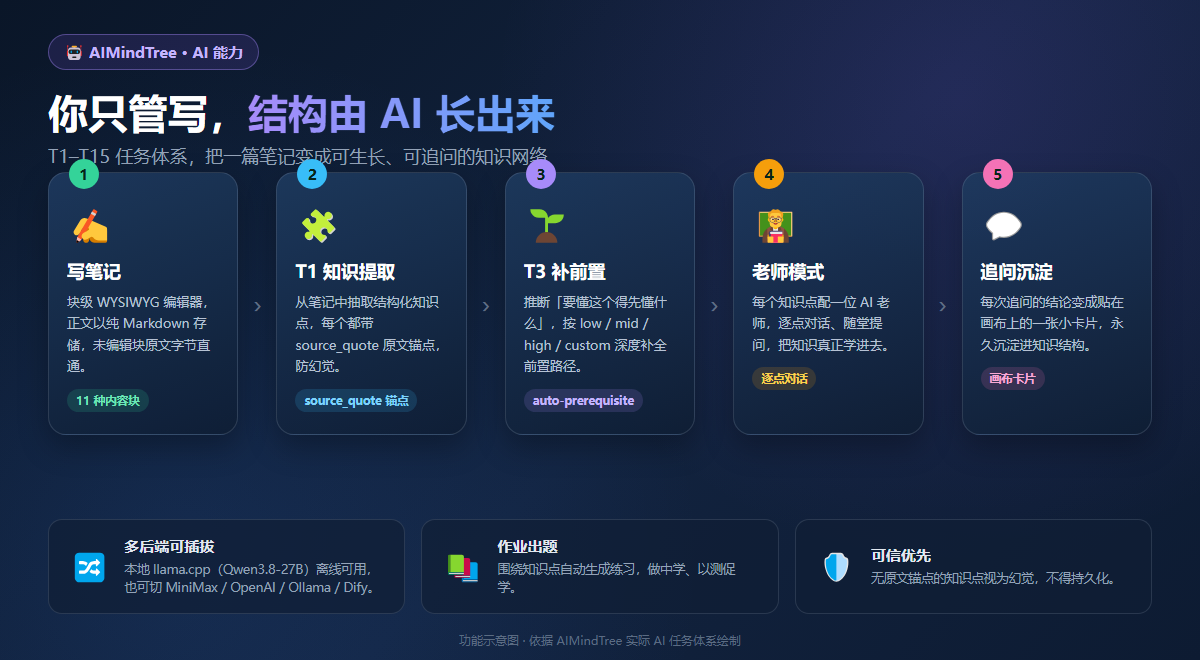 AIMindTree • AI 能力
你只管写，结构由 AI 长出来
T1–T15 任务体系，把一篇笔记变成可生长、可追问的知识网络
1
写笔记
块级 WYSIWYG 编辑器，
正文以纯 Markdown 存
储，未编辑块原文字节直
通。
11 种内容块
›
2
T1 知识提取
从笔记中抽取结构化知识
点，每个都带
source_quote 原文锚点，
防幻觉。
source_quote 锚点
›
3
T3 补前置
推断「要懂这个得先懂什
么」，按 low / mid /
high / custom 深度补全
前置路径。
auto-prerequisite
›
4
老师模式
每个知识点配一位 AI 老
师，逐点对话、随堂提
问，把知识真正学进去。
逐点对话
›
5
追问沉淀
每次追问的结论变成贴在
画布上的一张小卡片，永
久沉淀进知识结构。
画布卡片
多后端可插拔
本地 llama.cpp（Qwen3.8-27B）离线可用，
也可切 MiniMax / OpenAI / Ollama / Dify。
作业出题
围绕知识点自动生成练习，做中学、以测促
学。
可信优先
无原文锚点的知识点视为幻觉，不得持久化。
功能示意图 · 依据 AIMindTree 实际 AI 任务体系绘制